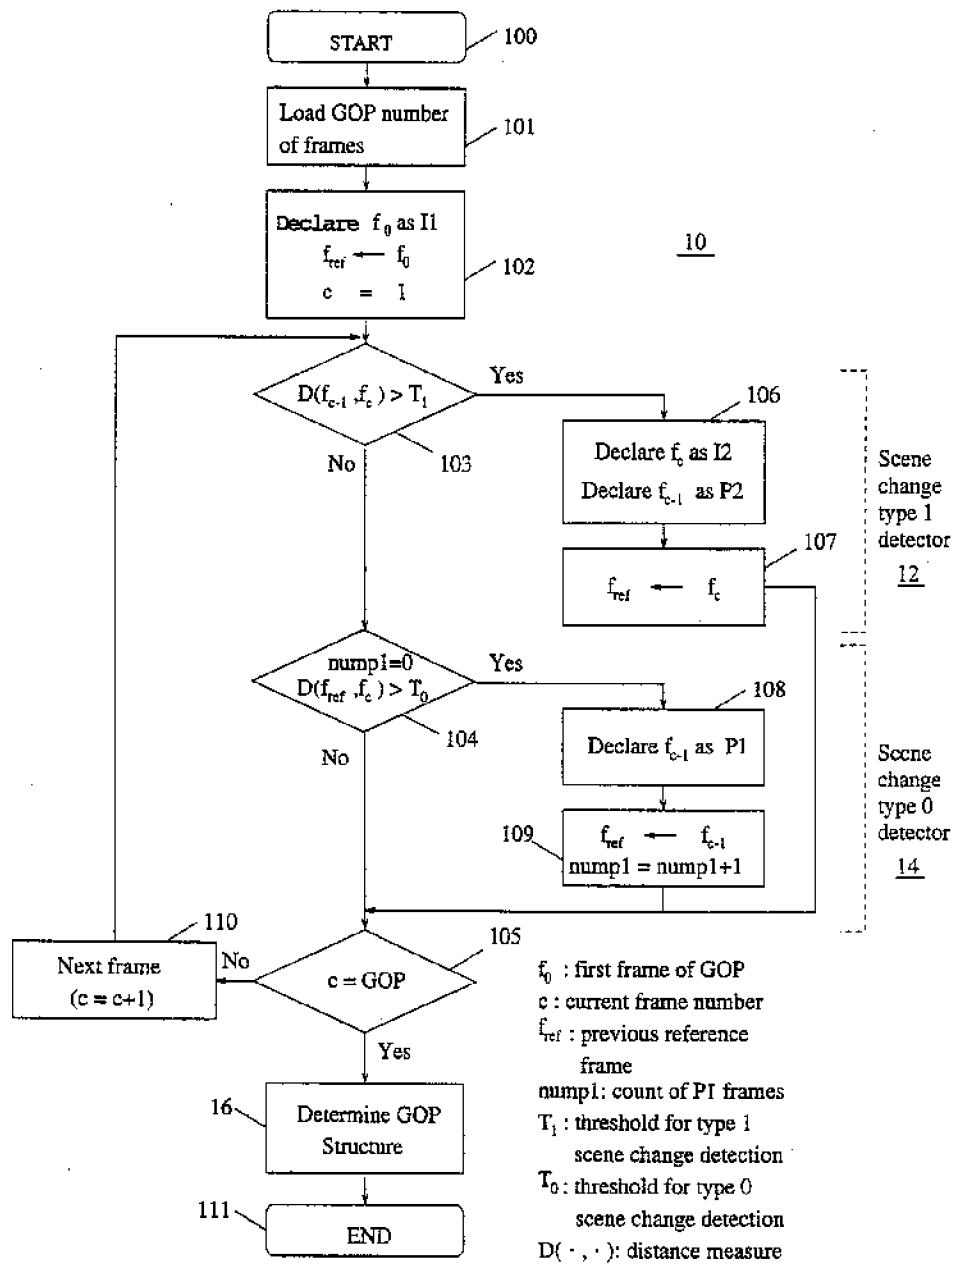 START
100
Load GOP number
of frames
101
Declare f0 as I1
fref ← f0
c = 1
102
10
D(fc-1 ,fc) > T1
Yes
103
No
106
Declare fc as I2
Declare fc-1 as P2
107
fref ← fc
Scene
change
type 1
detector
12
nump1=0
D(fref ,fc) > T0
Yes
104
No
108
Declare fc-1 as P1
109
fref ← fc-1
nump1 = nump1+1
Scene
change
type 0
detector
14
110
Next frame
(c = c+1)
No
c = GOP
105
Yes
16
Determine GOP
Structure
111
END
f0 : first frame of GOP
c : current frame number
fref : previous reference
frame
nump1: count of PI frames
T1 : threshold for type 1
scene change detection
T0 : threshold for type 0
scene change detection
D( · , · ): distance measure